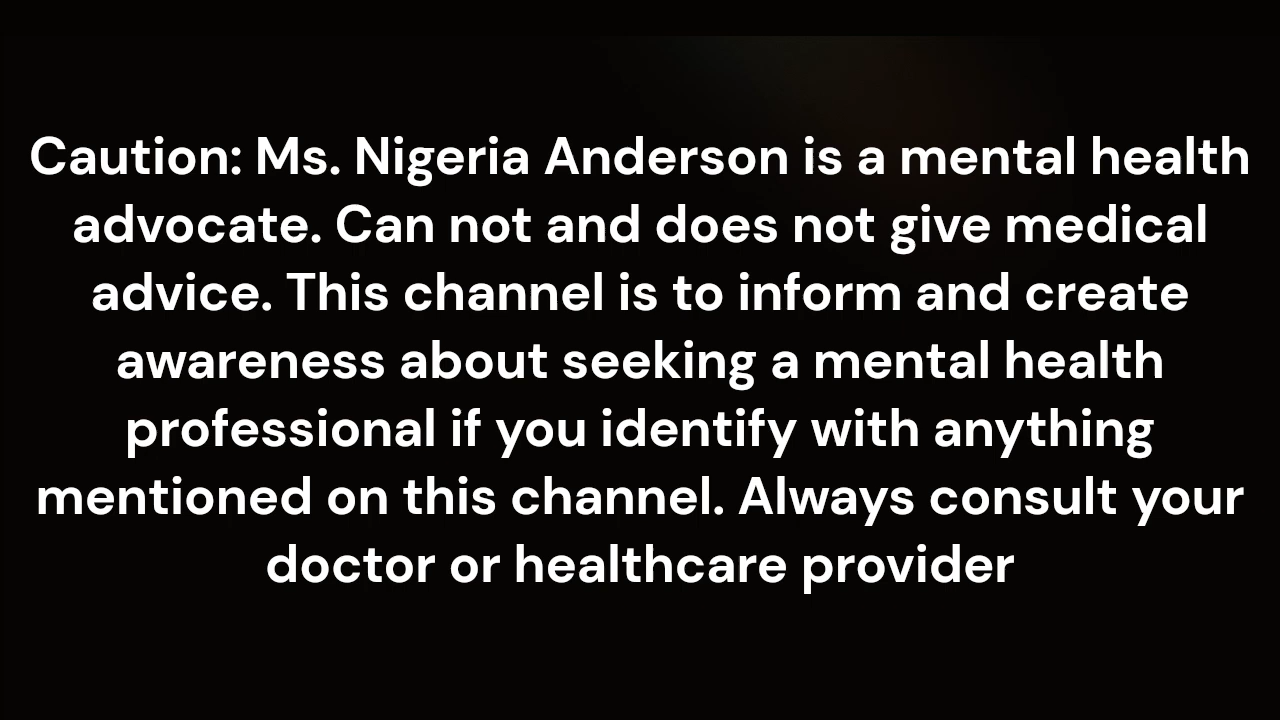 Caution: Ms. Nigeria Anderson is a mental health
advocate. Can not and does not give medical
advice. This channel is to inform and create
awareness about seeking a mental health
professional if you identify with anything
mentioned on this channel. Always consult your
doctor or healthcare provider